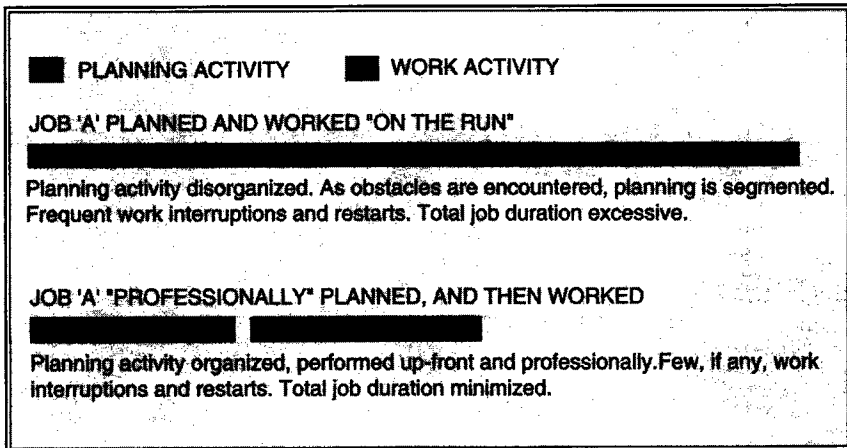 PLANNING ACTIVITY WORK ACTIVITY
JOB 'A' PLANNED AND WORKED "ON THE RUN"
Planning activity disorganized. As obstacles are encountered, planning is segmented.
Frequent work interruptions and restarts. Total job duration excessive.
JOB 'A' "PROFESSIONALLY" PLANNED, AND THEN WORKED
Planning activity organized, performed up-front and professionally.Few, if any, work
interruptions and restarts. Total job duration minimized.